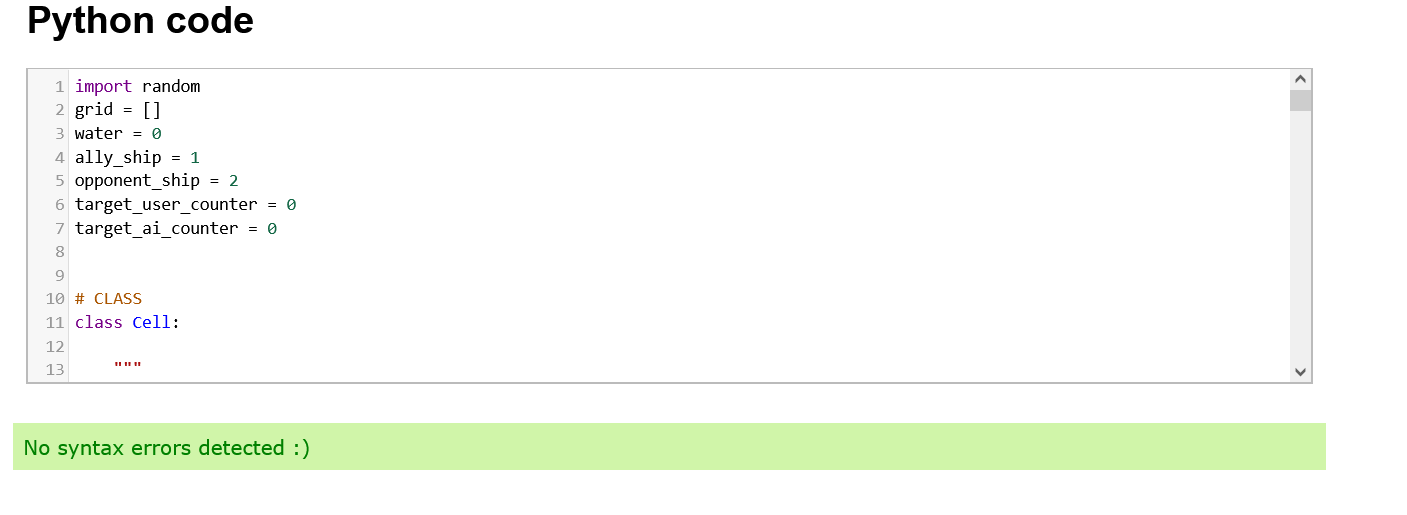 Python code
1 import random
2 grid = []
3 water = 0
4 ally_ship = 1
5 opponent_ship = 2
6 target_user_counter = 0
7 target_ai_counter = 0
8
9
10 # CLASS
11 class Cell:
12
13     """
No syntax errors detected :)